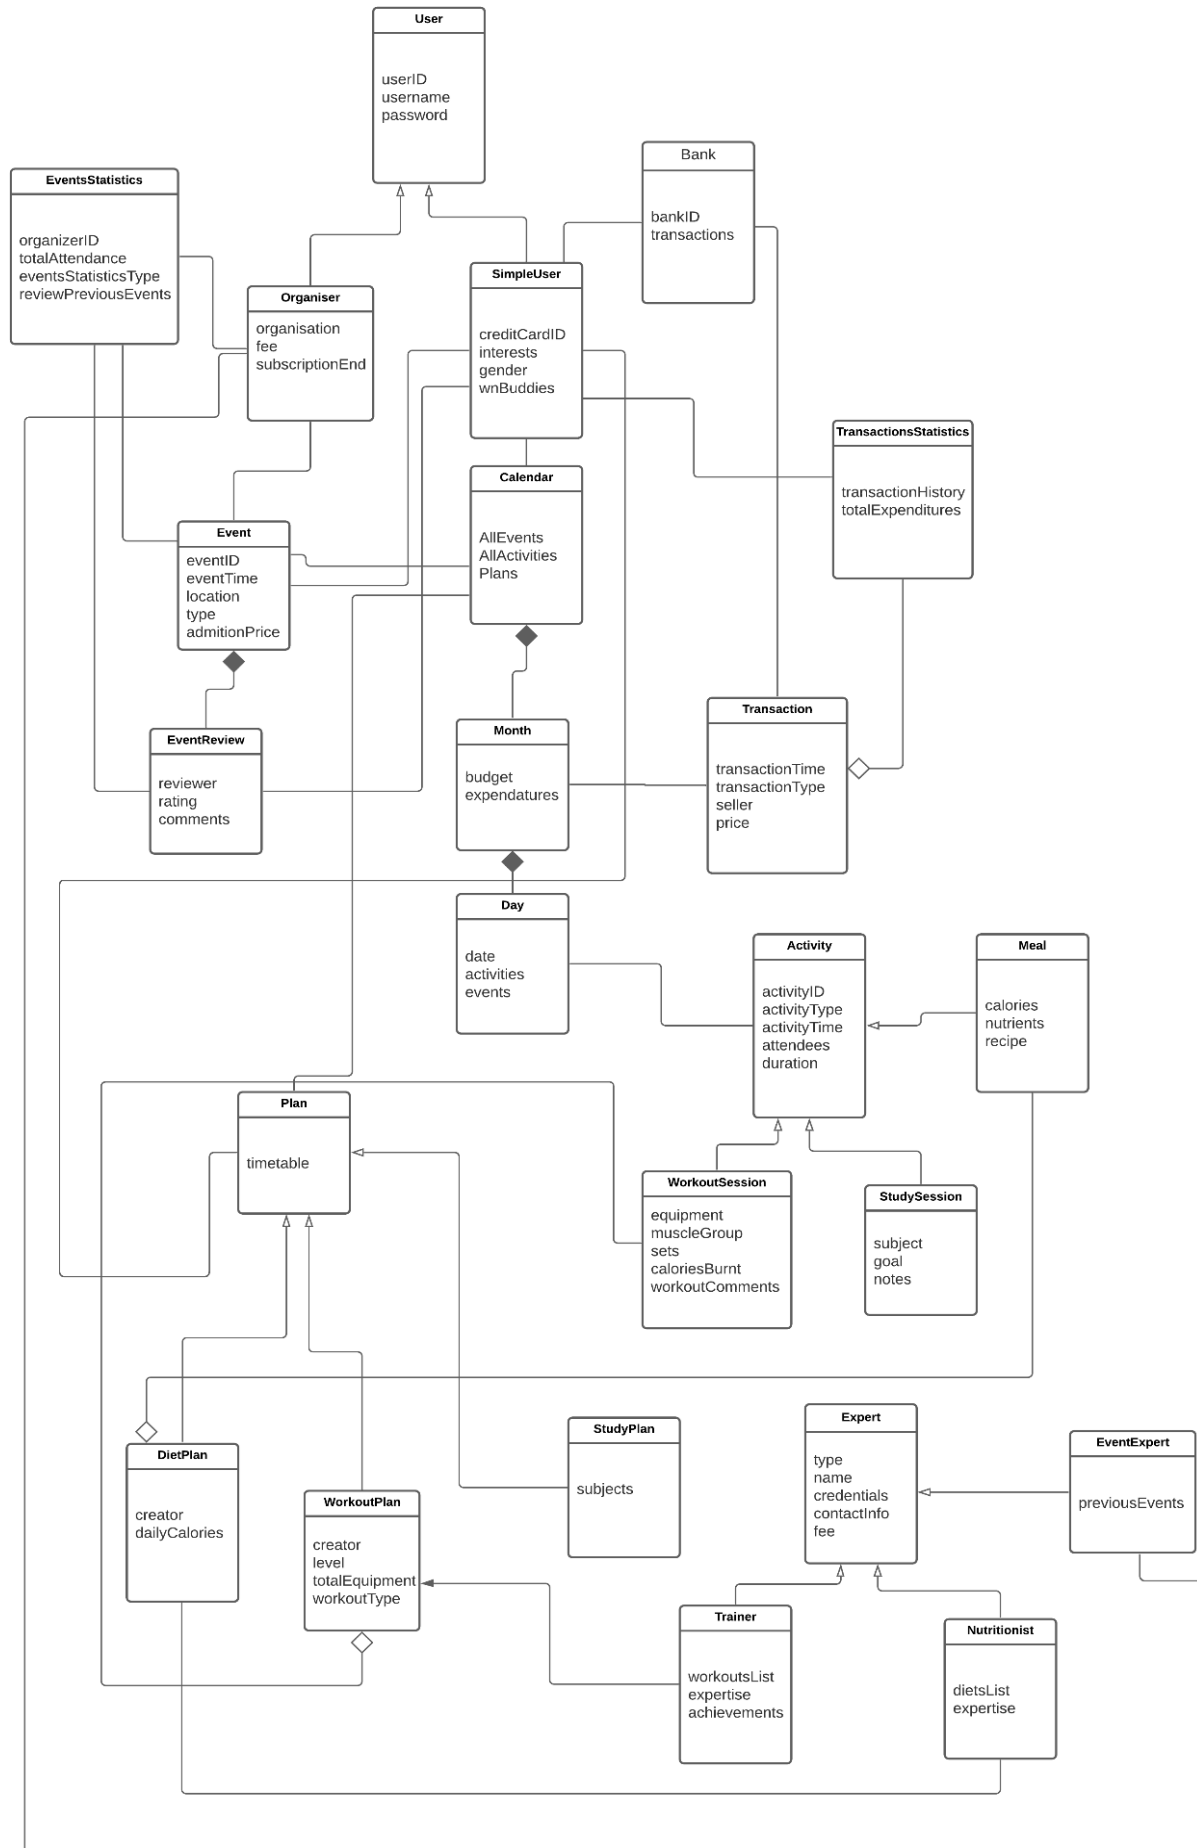 User
userID
username
password
Bank
bankID
transactions
EventsStatistics
organizerID
totalAttendance
eventsStatisticsType
reviewPreviousEvents
SimpleUser
creditCardID
interests
gender
wnBuddies
Organiser
organisation
fee
subscriptionEnd
TransactionsStatistics
transactionHistory
totalExpenditures
Calendar
AllEvents
AllActivities
Plans
Event
eventID
eventTime
location
type
admitionPrice
Transaction
transactionTime
transactionType
seller
price
Month
budget
expendatures
EventReview
reviewer
rating
comments
Day
date
activities
events
Activity
activityID
activityType
activityTime
attendees
duration
Meal
calories
nutrients
recipe
Plan
timetable
WorkoutSession
equipment
muscleGroup
sets
caloriesBurnt
workoutComments
StudySession
subject
goal
notes
Expert
type
name
credentials
contactInfo
fee
StudyPlan
subjects
EventExpert
previousEvents
DietPlan
creator
dailyCalories
WorkoutPlan
creator
level
totalEquipment
workoutType
Trainer
workoutsList
expertise
achievements
Nutritionist
dietsList
expertise